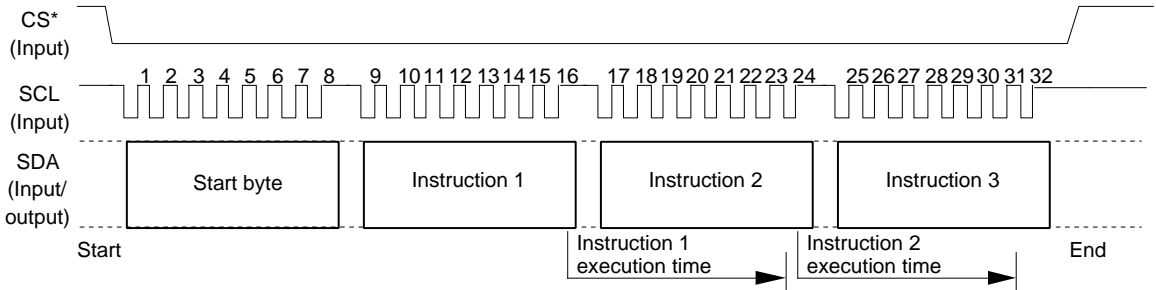 CS*
(Input)
1 2 3 4 5 6 7 8 9 10 11 12 13 14 15 16 17 18 19 20 21 22 23 24 25 26 27 28 29 30 31 32
SCL
(Input)
SDA
(Input/
output)
Start byte
Instruction 1
Instruction 2
Instruction 3
Start
Instruction 1
execution time
Instruction 2
execution time
End